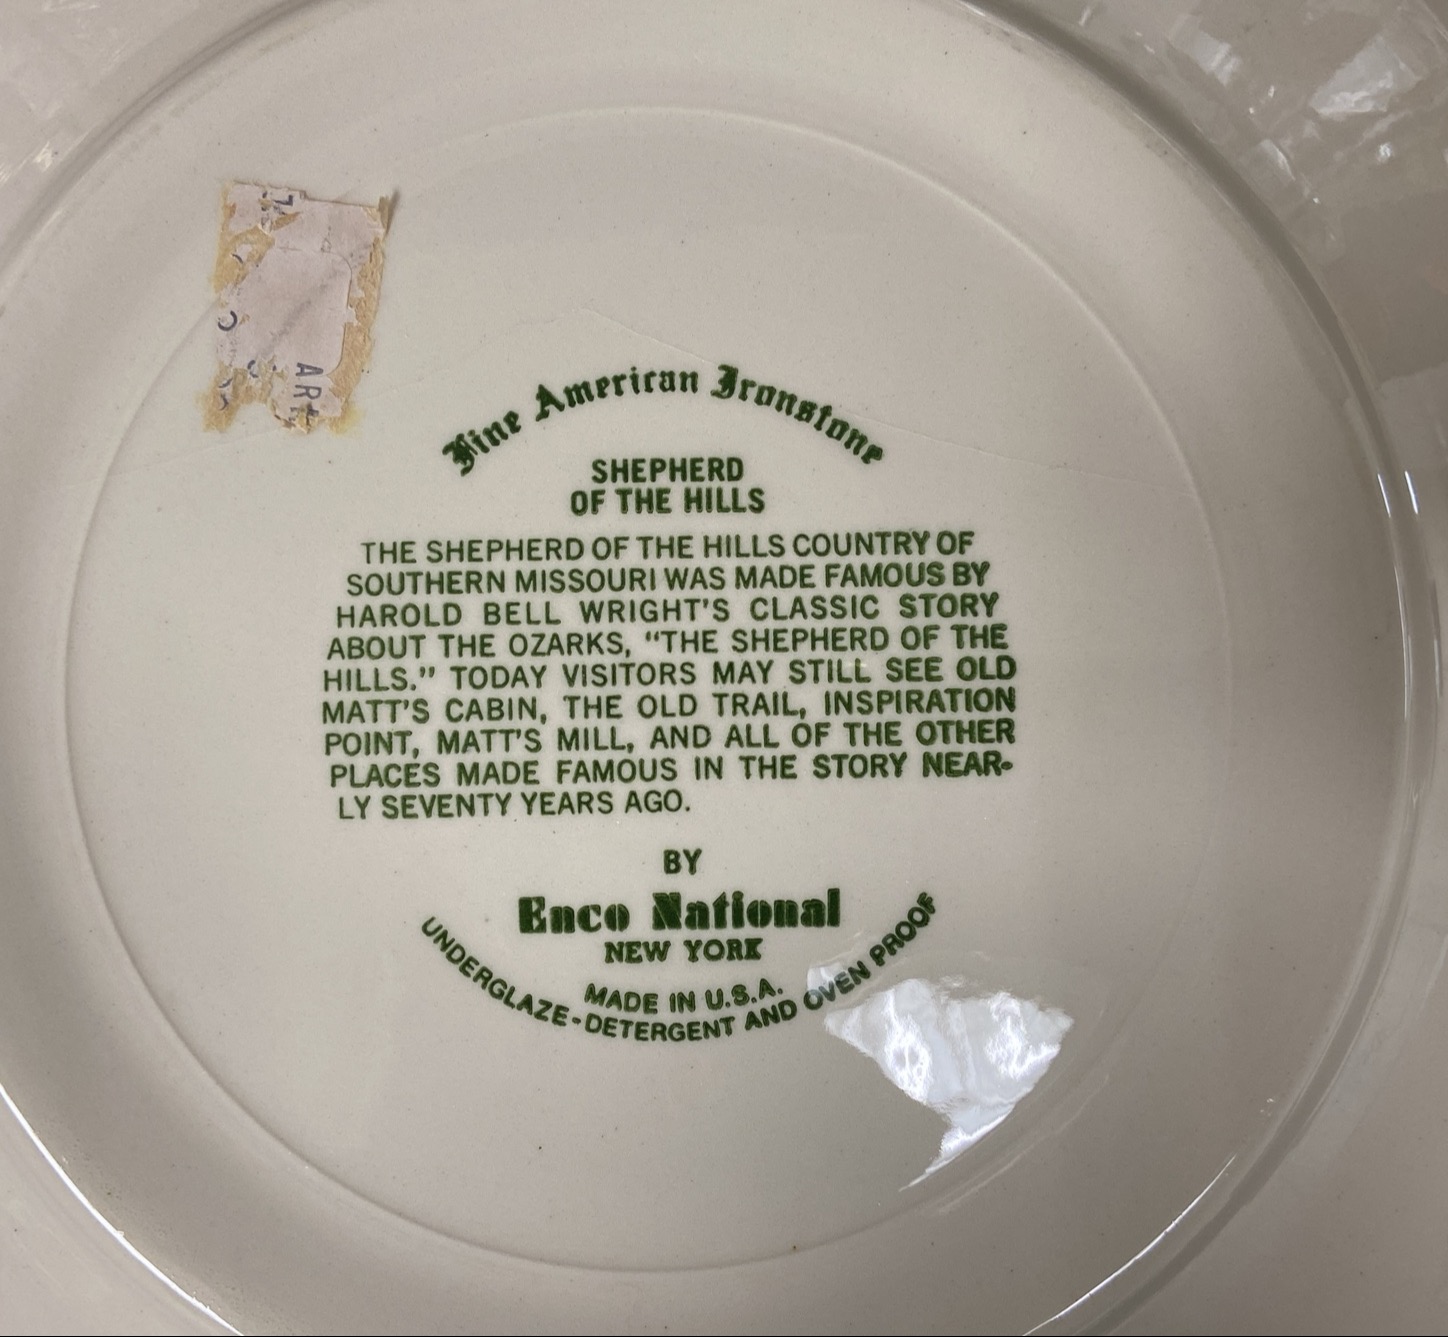 Fine American Ironstone
SHEPHERD
OF THE HILLS
THE SHEPHERD OF THE HILLS COUNTRY OF
SOUTHERN MISSOURI WAS MADE FAMOUS BY
HAROLD BELL WRIGHT'S CLASSIC STORY
ABOUT THE OZARKS, “THE SHEPHERD OF THE
HILLS.” TODAY VISITORS MAY STILL SEE OLD
MATT'S CABIN, THE OLD TRAIL, INSPIRATION
POINT, MATT'S MILL, AND ALL OF THE OTHER
PLACES MADE FAMOUS IN THE STORY NEAR-
LY SEVENTY YEARS AGO.
BY
Enco National
NEW YORK
MADE IN U.S.A.
UNDERGLAZE-DETERGENT AND OVEN PROOF